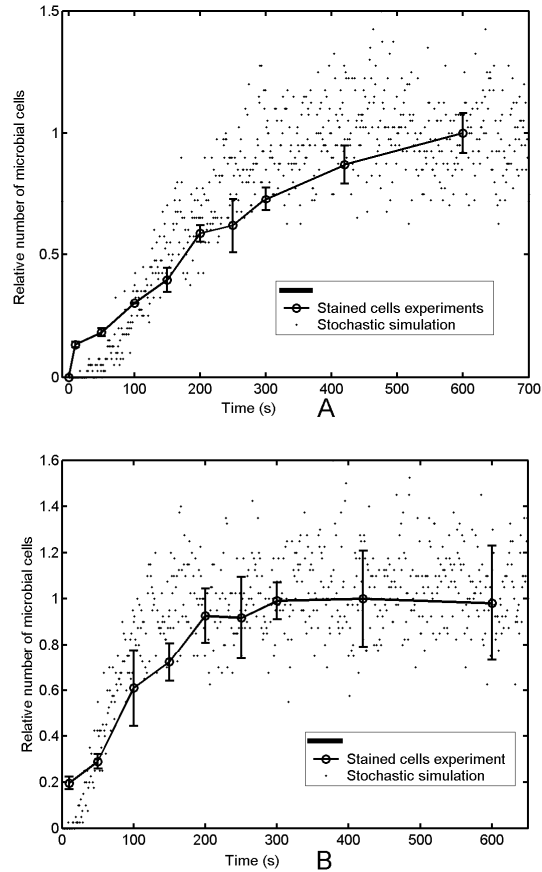 1.5
1
0.5
0
Relative number of microbial cells
Stained cells experiments
Stochastic simulation
0 100 200 300 400 500 600 700
Time (s)
A
1.6
1.4
1.2
1
0.8
0.6
0.4
0.2
0
Relative number of microbial cells
Stained cells experiment
Stochastic simulation
0 100 200 300 400 500 600
Time (s)
B